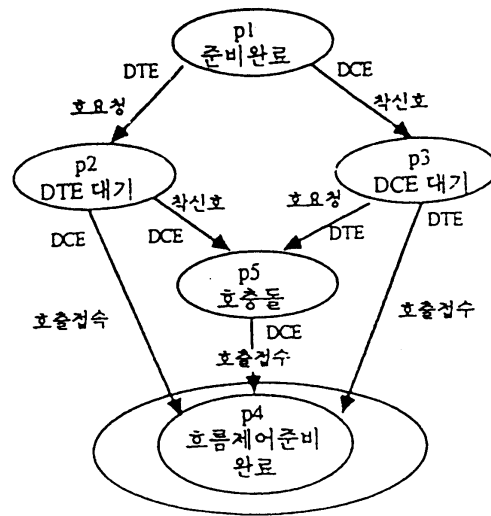 p1
준비완료
DTE
DCE
호요청
착신호
p2
DTE 대기
p3
DCE 대기
착신호
호요청
DCE
DCE
DTE
DTE
p5
호충돌
호출접속
호출접수
DCE
호출접수
p4
흐름제어준비
완료